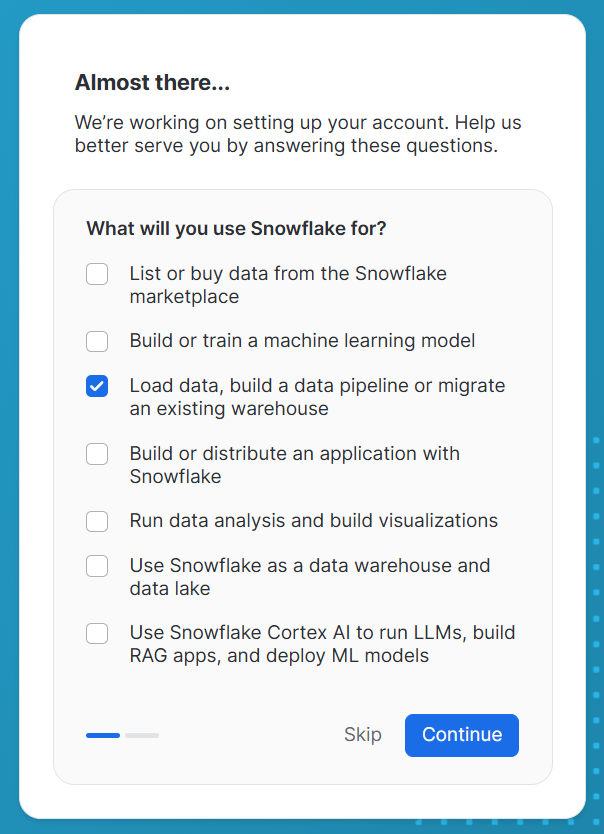 Almost there...
We’re working on setting up your account. Help us
better serve you by answering these questions.
What will you use Snowflake for?
List or buy data from the Snowflake
marketplace
Build or train a machine learning model
Load data, build a data pipeline or migrate
an existing warehouse
Build or distribute an application with
Snowflake
Run data analysis and build visualizations
Use Snowflake as a data warehouse and
data lake
Use Snowflake Cortex AI to run LLMs, build
RAG apps, and deploy ML models
Skip Continue